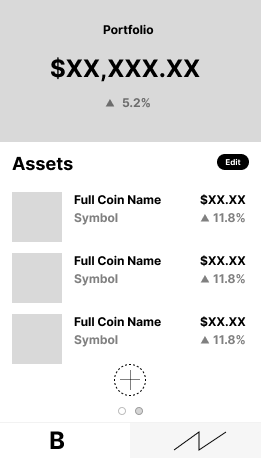 Portfolio
$XX,XXX.XX
▲ 5.2%
Assets
Edit
Full Coin Name $XX.XX
Symbol ▲ 11.8%
Full Coin Name $XX.XX
Symbol ▲ 11.8%
Full Coin Name $XX.XX
Symbol ▲ 11.8%
B